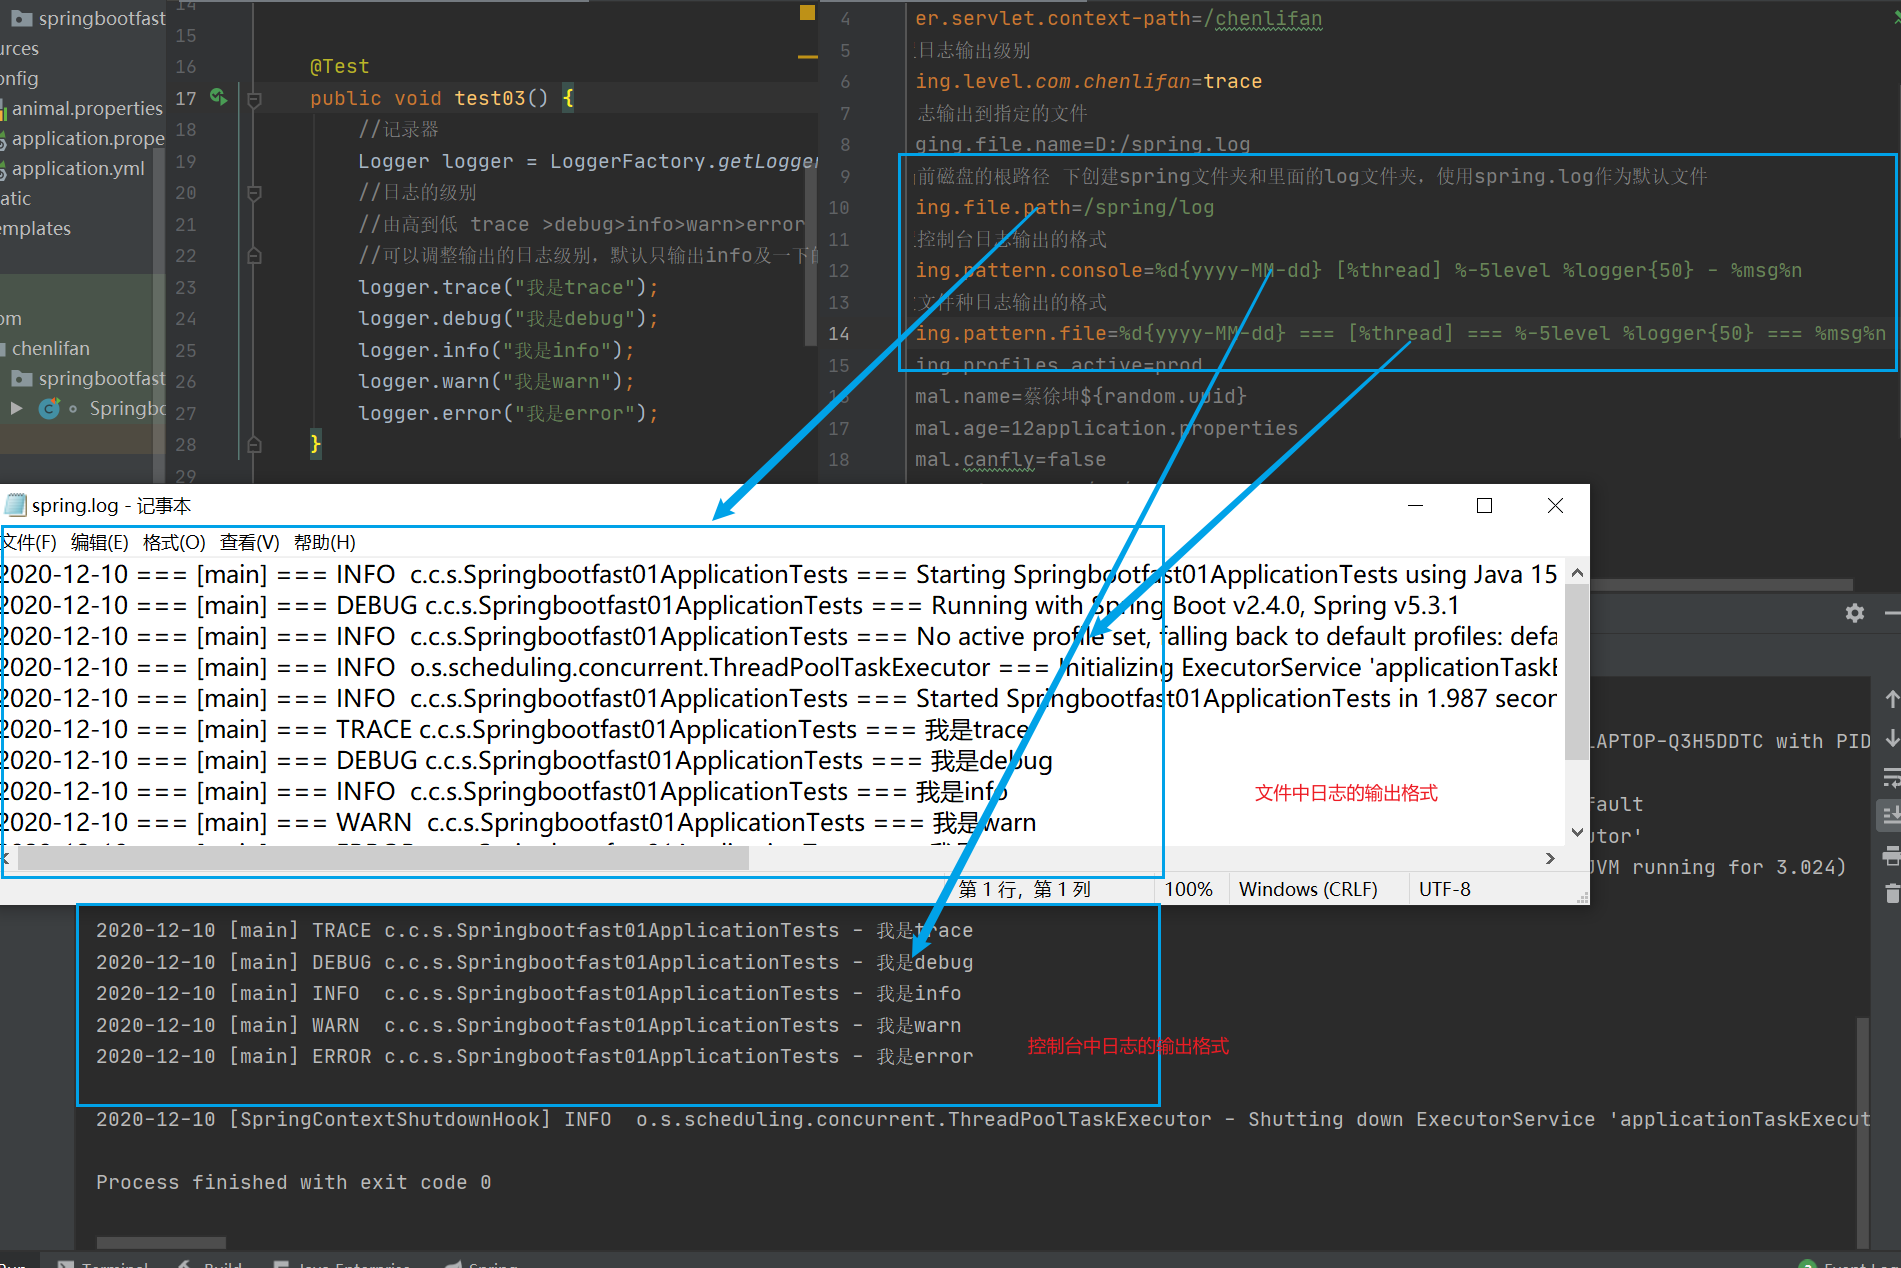 springbootfast
urces
onfig
animal.properties
application.prope
application.yml
atic
emplates
om
chenlifan
springbootfast
Springbo
14
15
16 @Test
17 public void test03() {
18 //记录器
19 Logger logger = LoggerFactory.getLogger
20 //日志的级别
21 //由高到低 trace >debug>info>warn>error
22 //可以调整输出的日志级别，默认只输出info及一下的
23 logger.trace("我是trace");
24 logger.debug("我是debug");
25 logger.info("我是info");
26 logger.warn("我是warn");
27 logger.error("我是error");
28 }
29
4 er.servlet.context-path=/chenlifan
5 日志输出级别
6 ing.level.com.chenlifan=trace
7 志输出到指定的文件
8 ging.file.name=D:/spring.log
9 前磁盘的根路径 下创建spring文件夹和里面的log文件夹，使用spring.log作为默认文件
10 ing.file.path=/spring/log
11 控制台日志输出的格式
12 ing.pattern.console=%d{yyyy-MM-dd} [%thread] %-5level %logger{50} - %msg%n
13 文件种日志输出的格式
14 ing.pattern.file=%d{yyyy-MM-dd} === [%thread] === %-5level %logger{50} === %msg%n
15 ing.profiles.active=prod
16 mal.name=蔡徐坤${random.uuid}
17 mal.age=12application.properties
18 mal.canfly=false
spring.log - 记事本
文件(F) 编辑(E) 格式(O) 查看(V) 帮助(H)
2020-12-10 === [main] === INFO  c.c.s.Springbootfast01ApplicationTests === Starting Springbootfast01ApplicationTests using Java 15
2020-12-10 === [main] === DEBUG c.c.s.Springbootfast01ApplicationTests === Running with Spring Boot v2.4.0, Spring v5.3.1
2020-12-10 === [main] === INFO  c.c.s.Springbootfast01ApplicationTests === No active profile set, falling back to default profiles: defa
2020-12-10 === [main] === INFO  o.s.scheduling.concurrent.ThreadPoolTaskExecutor === Initializing ExecutorService 'applicationTaskE
2020-12-10 === [main] === INFO  c.c.s.Springbootfast01ApplicationTests === Started Springbootfast01ApplicationTests in 1.987 secon
2020-12-10 === [main] === TRACE c.c.s.Springbootfast01ApplicationTests === 我是trace
2020-12-10 === [main] === DEBUG c.c.s.Springbootfast01ApplicationTests === 我是debug
2020-12-10 === [main] === INFO  c.c.s.Springbootfast01ApplicationTests === 我是info
2020-12-10 === [main] === WARN  c.c.s.Springbootfast01ApplicationTests === 我是warn
文件中日志的输出格式
第 1 行，第 1 列 100% Windows (CRLF) UTF-8
LAPTOP-Q3H5DDTC with PID
fault
utor'
JVM running for 3.024)
2020-12-10 [main] TRACE c.c.s.Springbootfast01ApplicationTests - 我是trace
2020-12-10 [main] DEBUG c.c.s.Springbootfast01ApplicationTests - 我是debug
2020-12-10 [main] INFO  c.c.s.Springbootfast01ApplicationTests - 我是info
2020-12-10 [main] WARN  c.c.s.Springbootfast01ApplicationTests - 我是warn
2020-12-10 [main] ERROR c.c.s.Springbootfast01ApplicationTests - 我是error
控制台中日志的输出格式
2020-12-10 [SpringContextShutdownHook] INFO  o.s.scheduling.concurrent.ThreadPoolTaskExecutor - Shutting down ExecutorService 'applicationTaskExecut
Process finished with exit code 0
Run Terminal Build Java Enterprise Spring Event Log